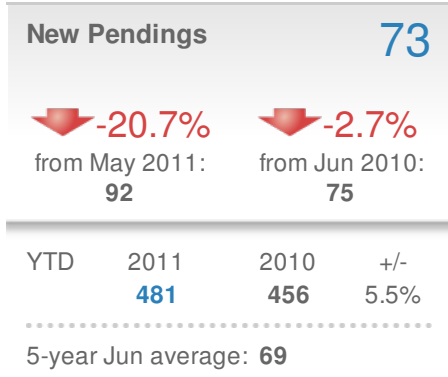 New Pendings 73
-20.7% -2.7%
from May 2011: from Jun 2010:
92 75
YTD 2011 2010 +/-
481 456 5.5%
5-year Jun average: 69